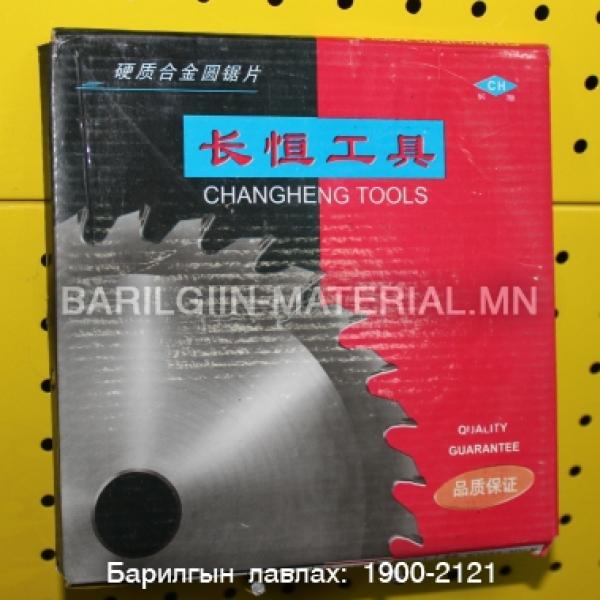 硬质合金圆锯片
CH
长恒工具
CHANGHENG TOOLS
BARILGIIN-MATERIAL.MN
QUALITY
GUARANTEE
品质保证
Барилгын лавлах: 1900-2121